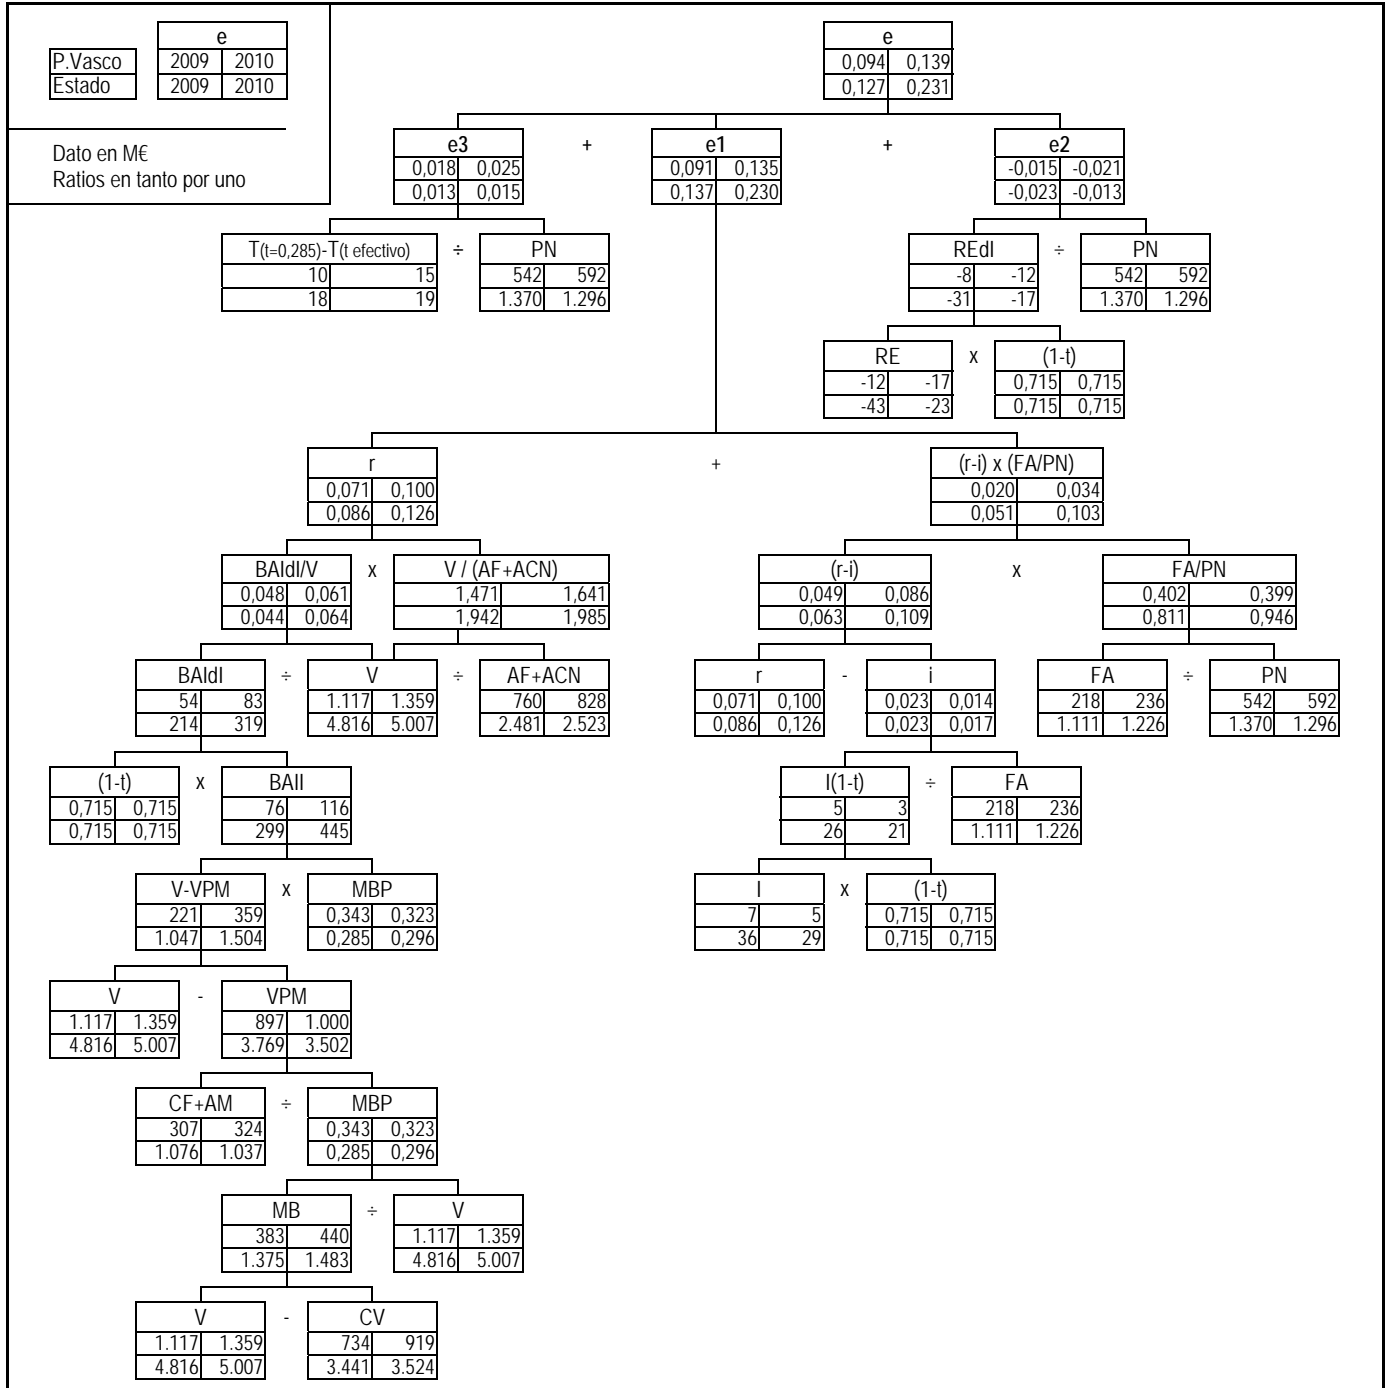 e
P.Vasco 2009 2010
Estado 2009 2010
Dato en M€
Ratios en tanto por uno
e
0,094 0,139
0,127 0,231
e3 + e1 + e2
0,018 0,025 0,091 0,135 -0,015 -0,021
0,013 0,015 0,137 0,230 -0,023 -0,013
T(t=0,285)-T(t efectivo) ÷ PN REdI ÷ PN
10 15 542 592 -8 -12 542 592
18 19 1.370 1.296 -31 -17 1.370 1.296
RE x (1-t)
-12 -17 0,715 0,715
-43 -23 0,715 0,715
r + (r-i) x (FA/PN)
0,071 0,100 0,020 0,034
0,086 0,126 0,051 0,103
BAIdI/V x V / (AF+ACN) (r-i) x FA/PN
0,048 0,061 1,471 1,641 0,049 0,086 0,402 0,399
0,044 0,064 1,942 1,985 0,063 0,109 0,811 0,946
BAIdI ÷ V ÷ AF+ACN r - i FA ÷ PN
54 83 1.117 1.359 760 828 0,071 0,100 0,023 0,014 218 236 542 592
214 319 4.816 5.007 2.481 2.523 0,086 0,126 0,023 0,017 1.111 1.226 1.370 1.296
(1-t) x BAII I(1-t) ÷ FA
0,715 0,715 76 116 5 3 218 236
0,715 0,715 299 445 26 21 1.111 1.226
V-VPM x MBP I x (1-t)
221 359 0,343 0,323 7 5 0,715 0,715
1.047 1.504 0,285 0,296 36 29 0,715 0,715
V - VPM
1.117 1.359 897 1.000
4.816 5.007 3.769 3.502
CF+AM ÷ MBP
307 324 0,343 0,323
1.076 1.037 0,285 0,296
MB ÷ V
383 440 1.117 1.359
1.375 1.483 4.816 5.007
V - CV
1.117 1.359 734 919
4.816 5.007 3.441 3.524